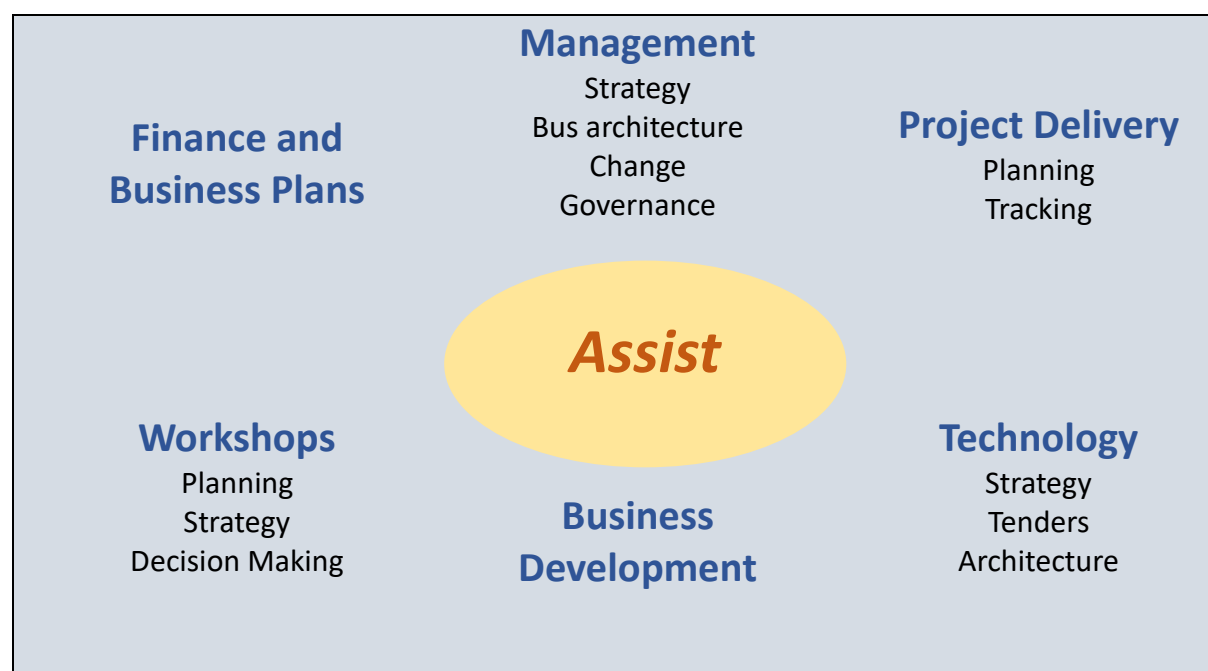 Management
Strategy
Bus architecture
Change
Governance
Finance and
Business Plans
Project Delivery
Planning
Tracking
Assist
Workshops
Planning
Strategy
Decision Making
Business
Development
Technology
Strategy
Tenders
Architecture